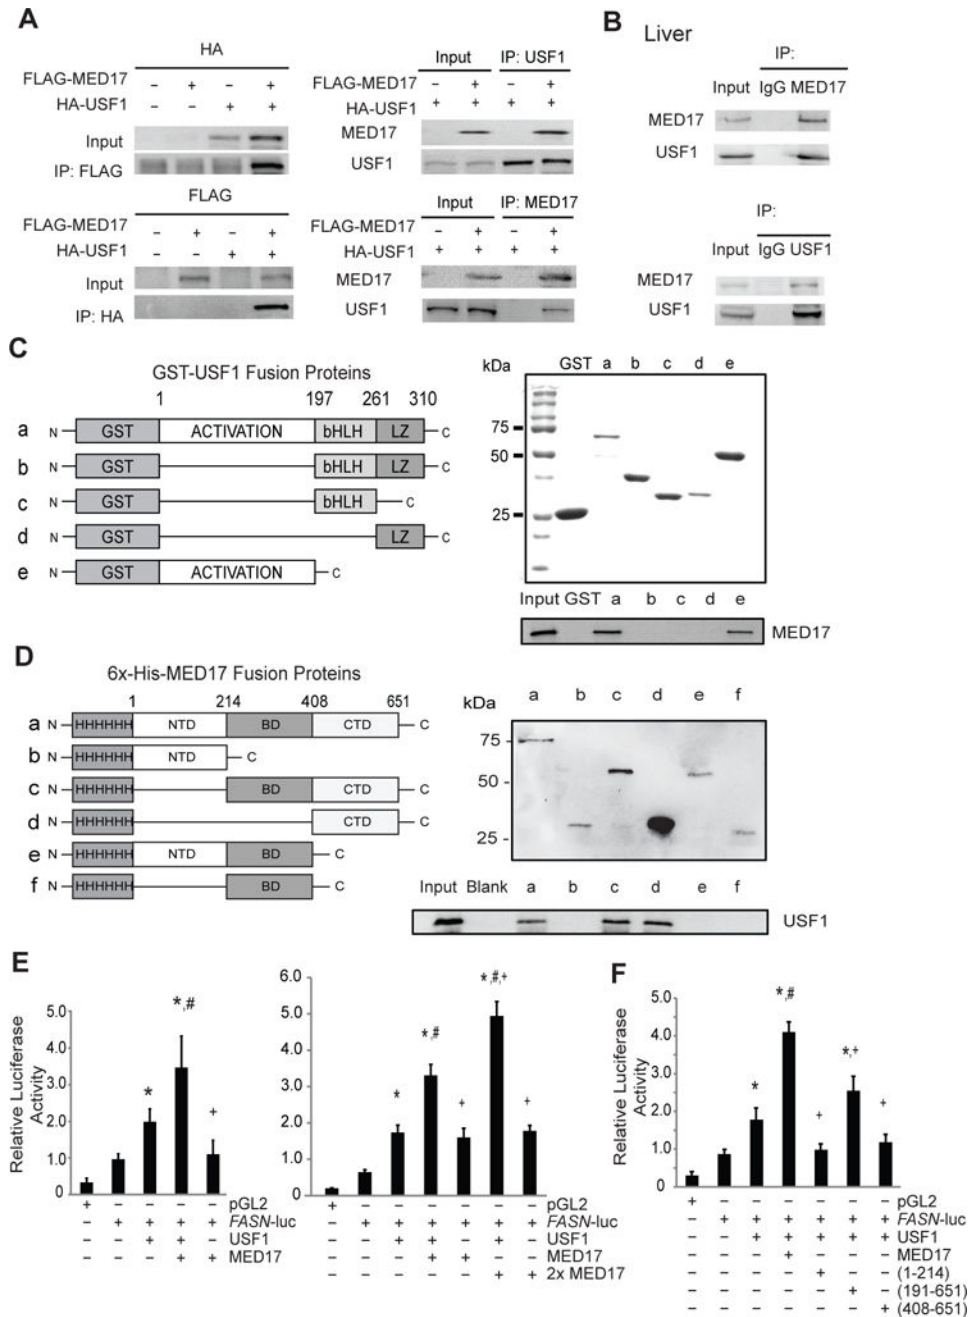 A
HA
FLAG-MED17 – + – +
HA-USF1 – – + +
Input
IP: FLAG
FLAG
FLAG-MED17 – + – +
HA-USF1 – – + +
Input
IP: HA
Input IP: USF1
FLAG-MED17 – + – +
HA-USF1 + + + +
MED17
USF1
Input IP: MED17
FLAG-MED17 – + – +
HA-USF1 + + + +
MED17
USF1
B Liver
IP:
Input IgG MED17
MED17
USF1
IP:
Input IgG USF1
MED17
USF1
C
GST-USF1 Fusion Proteins
1 197 261 310
a N GST ACTIVATION bHLH LZ C
b N GST bHLH LZ C
c N GST bHLH C
d N GST LZ C
e N GST ACTIVATION C
kDa GST a b c d e
75
50
25
Input GST a b c d e
MED17
D
6x-His-MED17 Fusion Proteins
1 214 408 651
a N HHHHHH NTD BD CTD C
b N HHHHHH NTD C
c N HHHHHH BD CTD C
d N HHHHHH CTD C
e N HHHHHH NTD BD C
f N HHHHHH BD C
a b c d e f
kDa
75 -
50 -
25 -
Input Blank a b c d e f
USF1
E
Relative Luciferase Activity
5.0
4.0
3.0
2.0
1.0
0
* *,# +
+ – – – – pGL2
– + + + + FASN-luc
– – + + – USF1
– – – + + MED17
6.0
5.0
4.0
3.0
2.0
1.0
0
* *,# + *,#,+ +
+ – – – – – – pGL2
– + + + + + + FASN-luc
– – + + – + – USF1
– – – + + – – MED17
– – – – – + + 2x MED17
F
Relative Luciferase Activity
5.0
4.0
3.0
2.0
1.0
0
* *,# + *,+ +
+ – – – – – – pGL2
– + + + + + + FASN-luc
– – + + + + + USF1
– – – + – – – MED17
– – – – + – – (1-214)
– – – – – + – (191-651)
– – – – – – + (408-651)